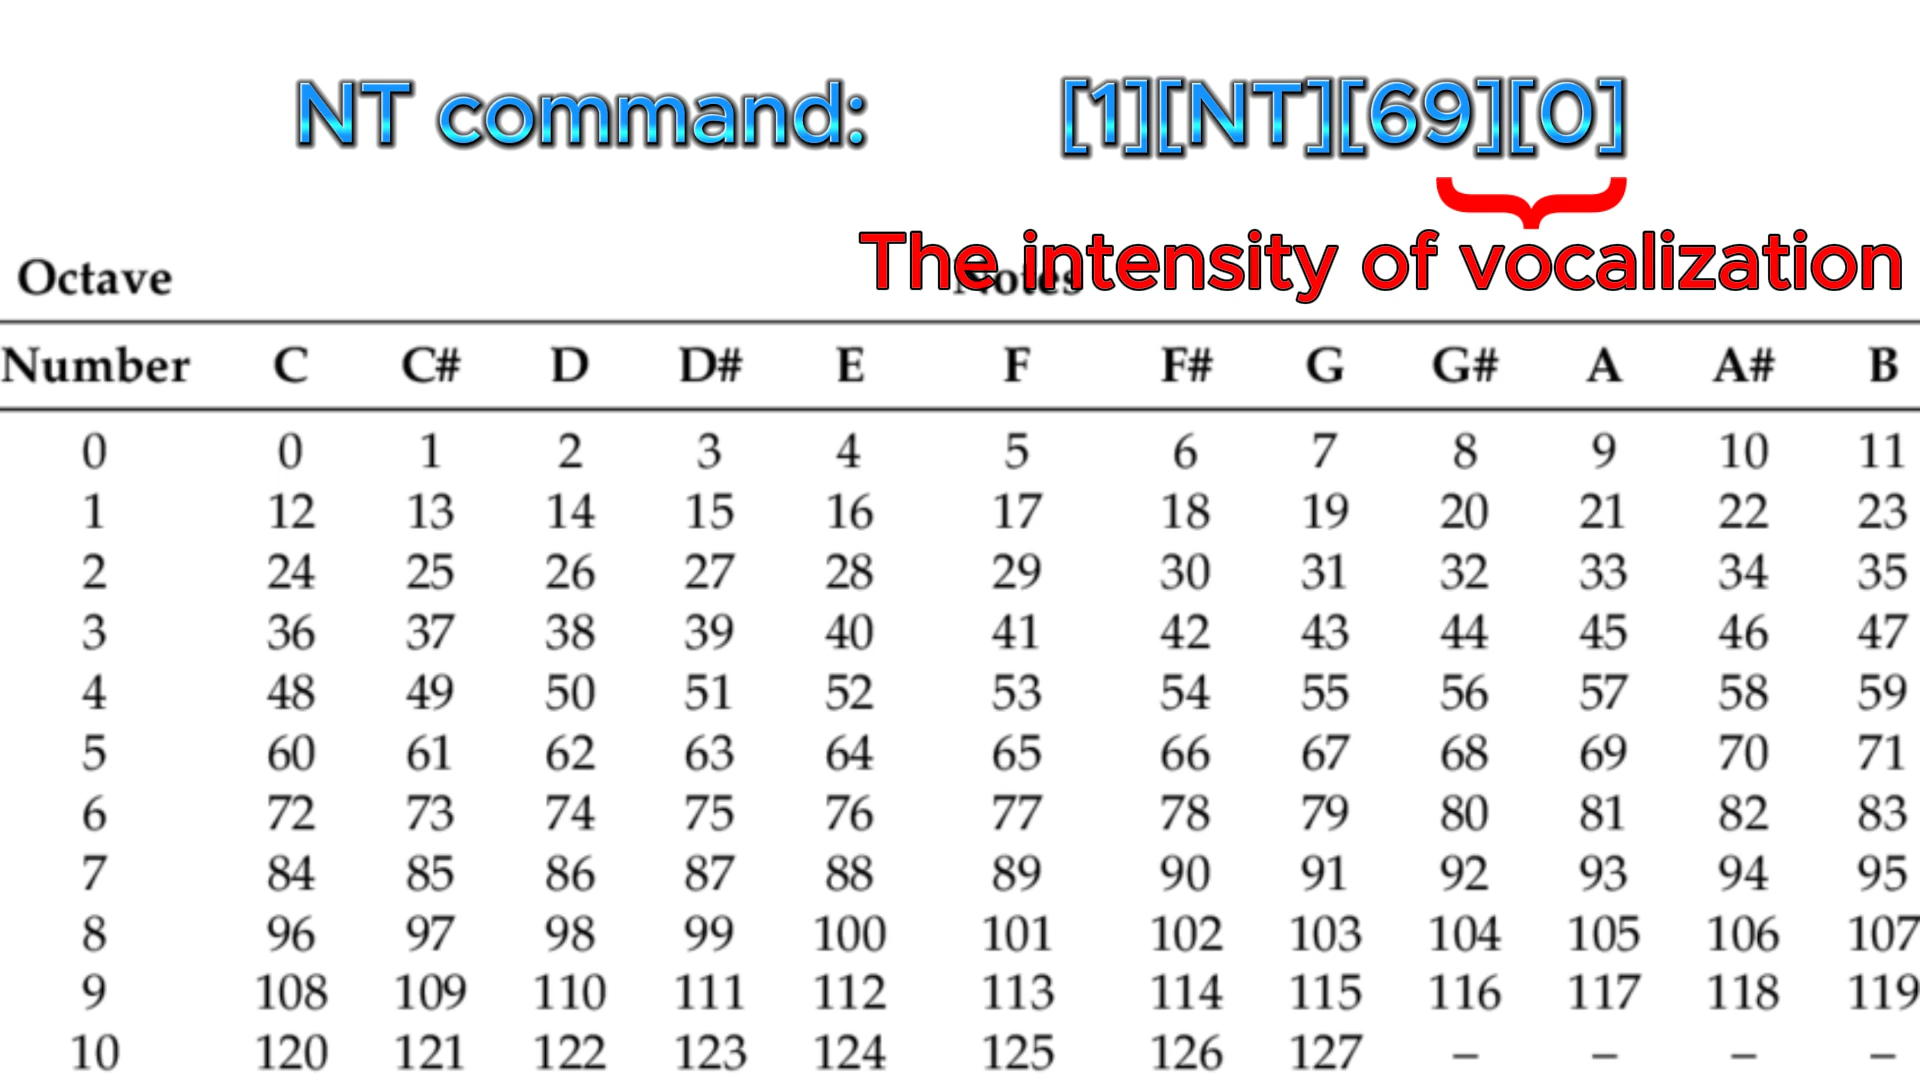 NT command: [1][NT][69][0]
The intensity of vocalization
Octave Notes
Number C C# D D# E F F# G G# A A# B
0 0 1 2 3 4 5 6 7 8 9 10 11
1 12 13 14 15 16 17 18 19 20 21 22 23
2 24 25 26 27 28 29 30 31 32 33 34 35
3 36 37 38 39 40 41 42 43 44 45 46 47
4 48 49 50 51 52 53 54 55 56 57 58 59
5 60 61 62 63 64 65 66 67 68 69 70 71
6 72 73 74 75 76 77 78 79 80 81 82 83
7 84 85 86 87 88 89 90 91 92 93 94 95
8 96 97 98 99 100 101 102 103 104 105 106 107
9 108 109 110 111 112 113 114 115 116 117 118 119
10 120 121 122 123 124 125 126 127 – – – –